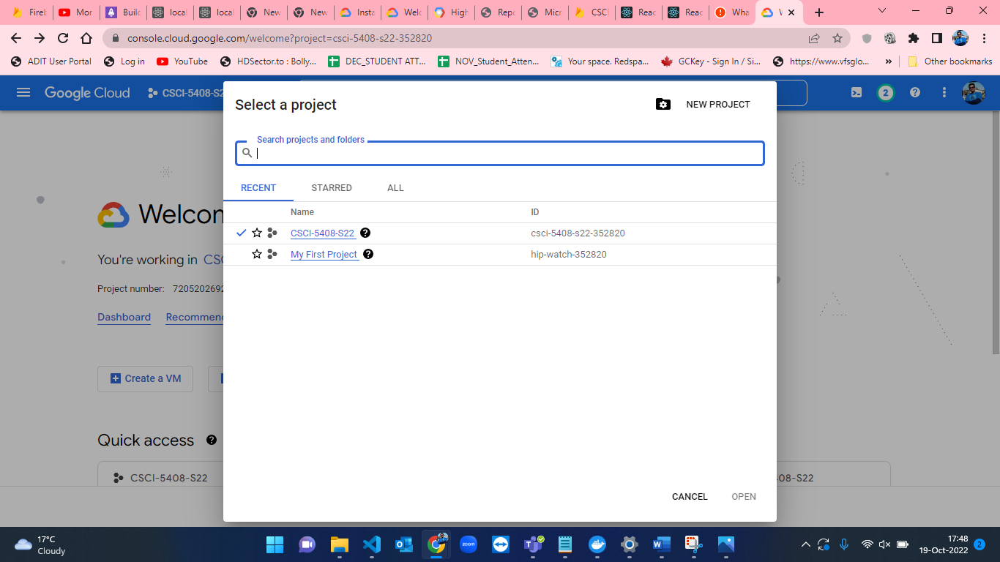 Fireb
Mor
Builc
local
local
New
New
Insta
Welc
High
Repo
Micr
CSCI
Reac
Reac
Wha
console.cloud.google.com/welcome?project=csci-5408-s22-352820
ADIT User Portal
Log in
YouTube
HDSector.to : Bolly...
DEC_STUDENT ATT...
NOV_Student_Atten...
Your space. Redspa...
GCKey - Sign In / Si...
https://www.vfsglo...
»
Other bookmarks
Google Cloud
CSCI-5408-S2
2
Select a project
NEW PROJECT
Search projects and folders
RECENT
STARRED
ALL
Name
ID
CSCI-5408-S22
csci-5408-s22-352820
My First Project
hip-watch-352820
Welcon
You're working in CSC
Project number: 7205202692
Dashboard
Recommend
Create a VM
Quick access
CSCI-5408-S22
08-S22
CANCEL
OPEN
17°C
Cloudy
zoom
17:48
19-Oct-2022
2